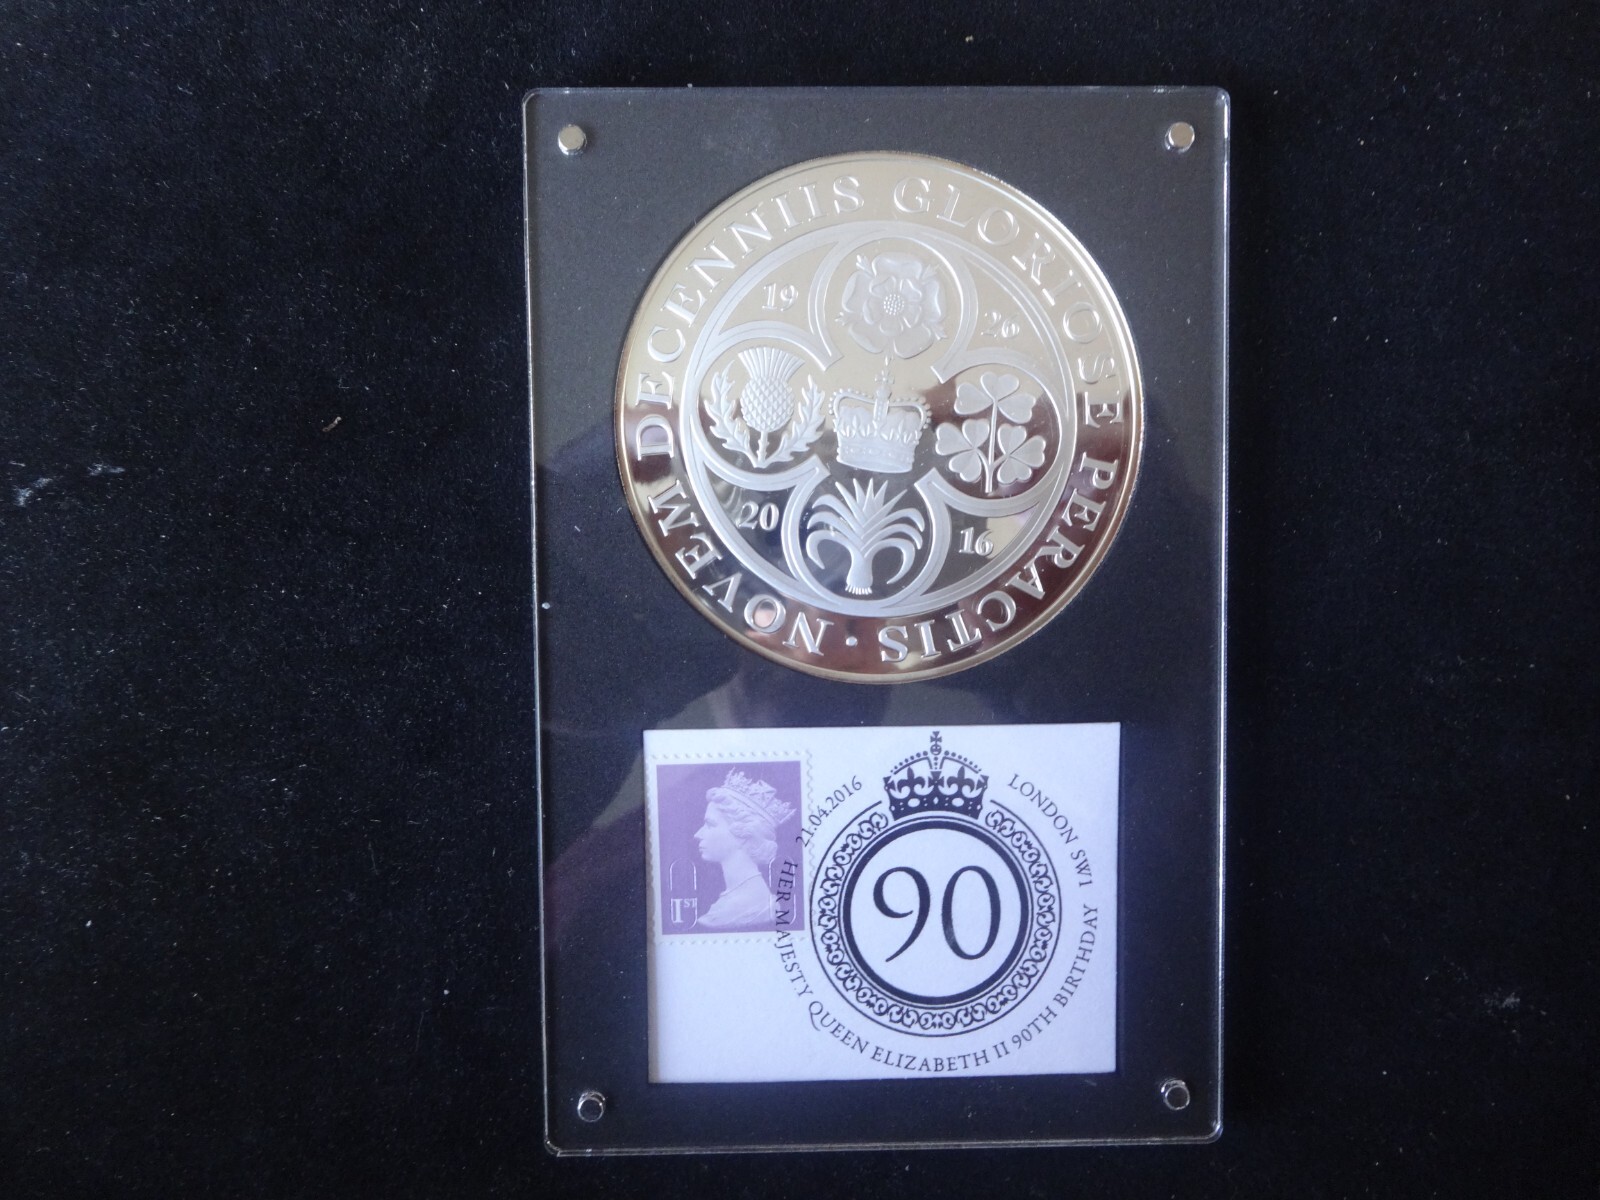 NOVEM DECENNIIS GLORIOSE PERACTIS ·
19 26
20 16
1ST
21.04.2016
LONDON SW1
90
HER MAJESTY QUEEN ELIZABETH II 90TH BIRTHDAY